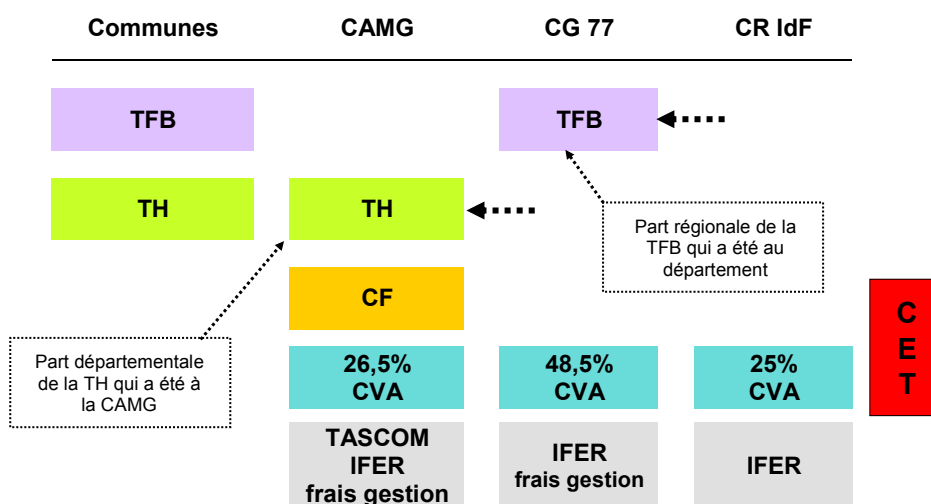 Communes CAMG CG 77 CR IdF
TFB TFB
TH TH
Part régionale de la
TFB qui a été au
département
CF
C
E
T
Part départementale
de la TH qui a été à
la CAMG
26,5%
CVA
48,5%
CVA
25%
CVA
TASCOM
IFER
frais gestion
IFER
frais gestion
IFER